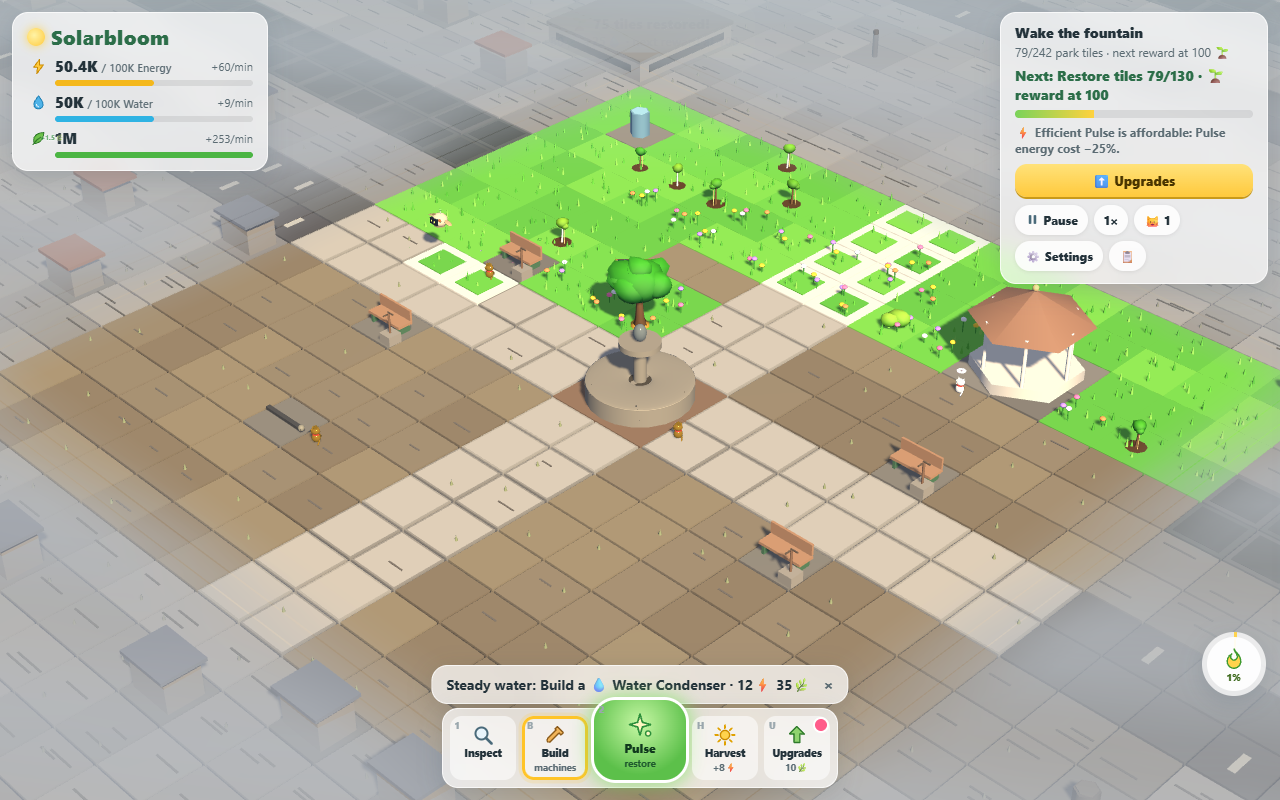 Solarbloom
50.4K / 100K Energy +60/min
50K / 100K Water +9/min
1M +253/min
Wake the fountain
79/242 park tiles · next reward at 100
Next: Restore tiles 79/130 ·
reward at 100
Efficient Pulse is affordable: Pulse
energy cost −25%.
Upgrades
Pause
1×
1
Settings
1%
Steady water: Build a Water Condenser · 12 35 ×
1
Inspect
B
Build
machines
Pulse
restore
H
Harvest
+8
U
Upgrades
10